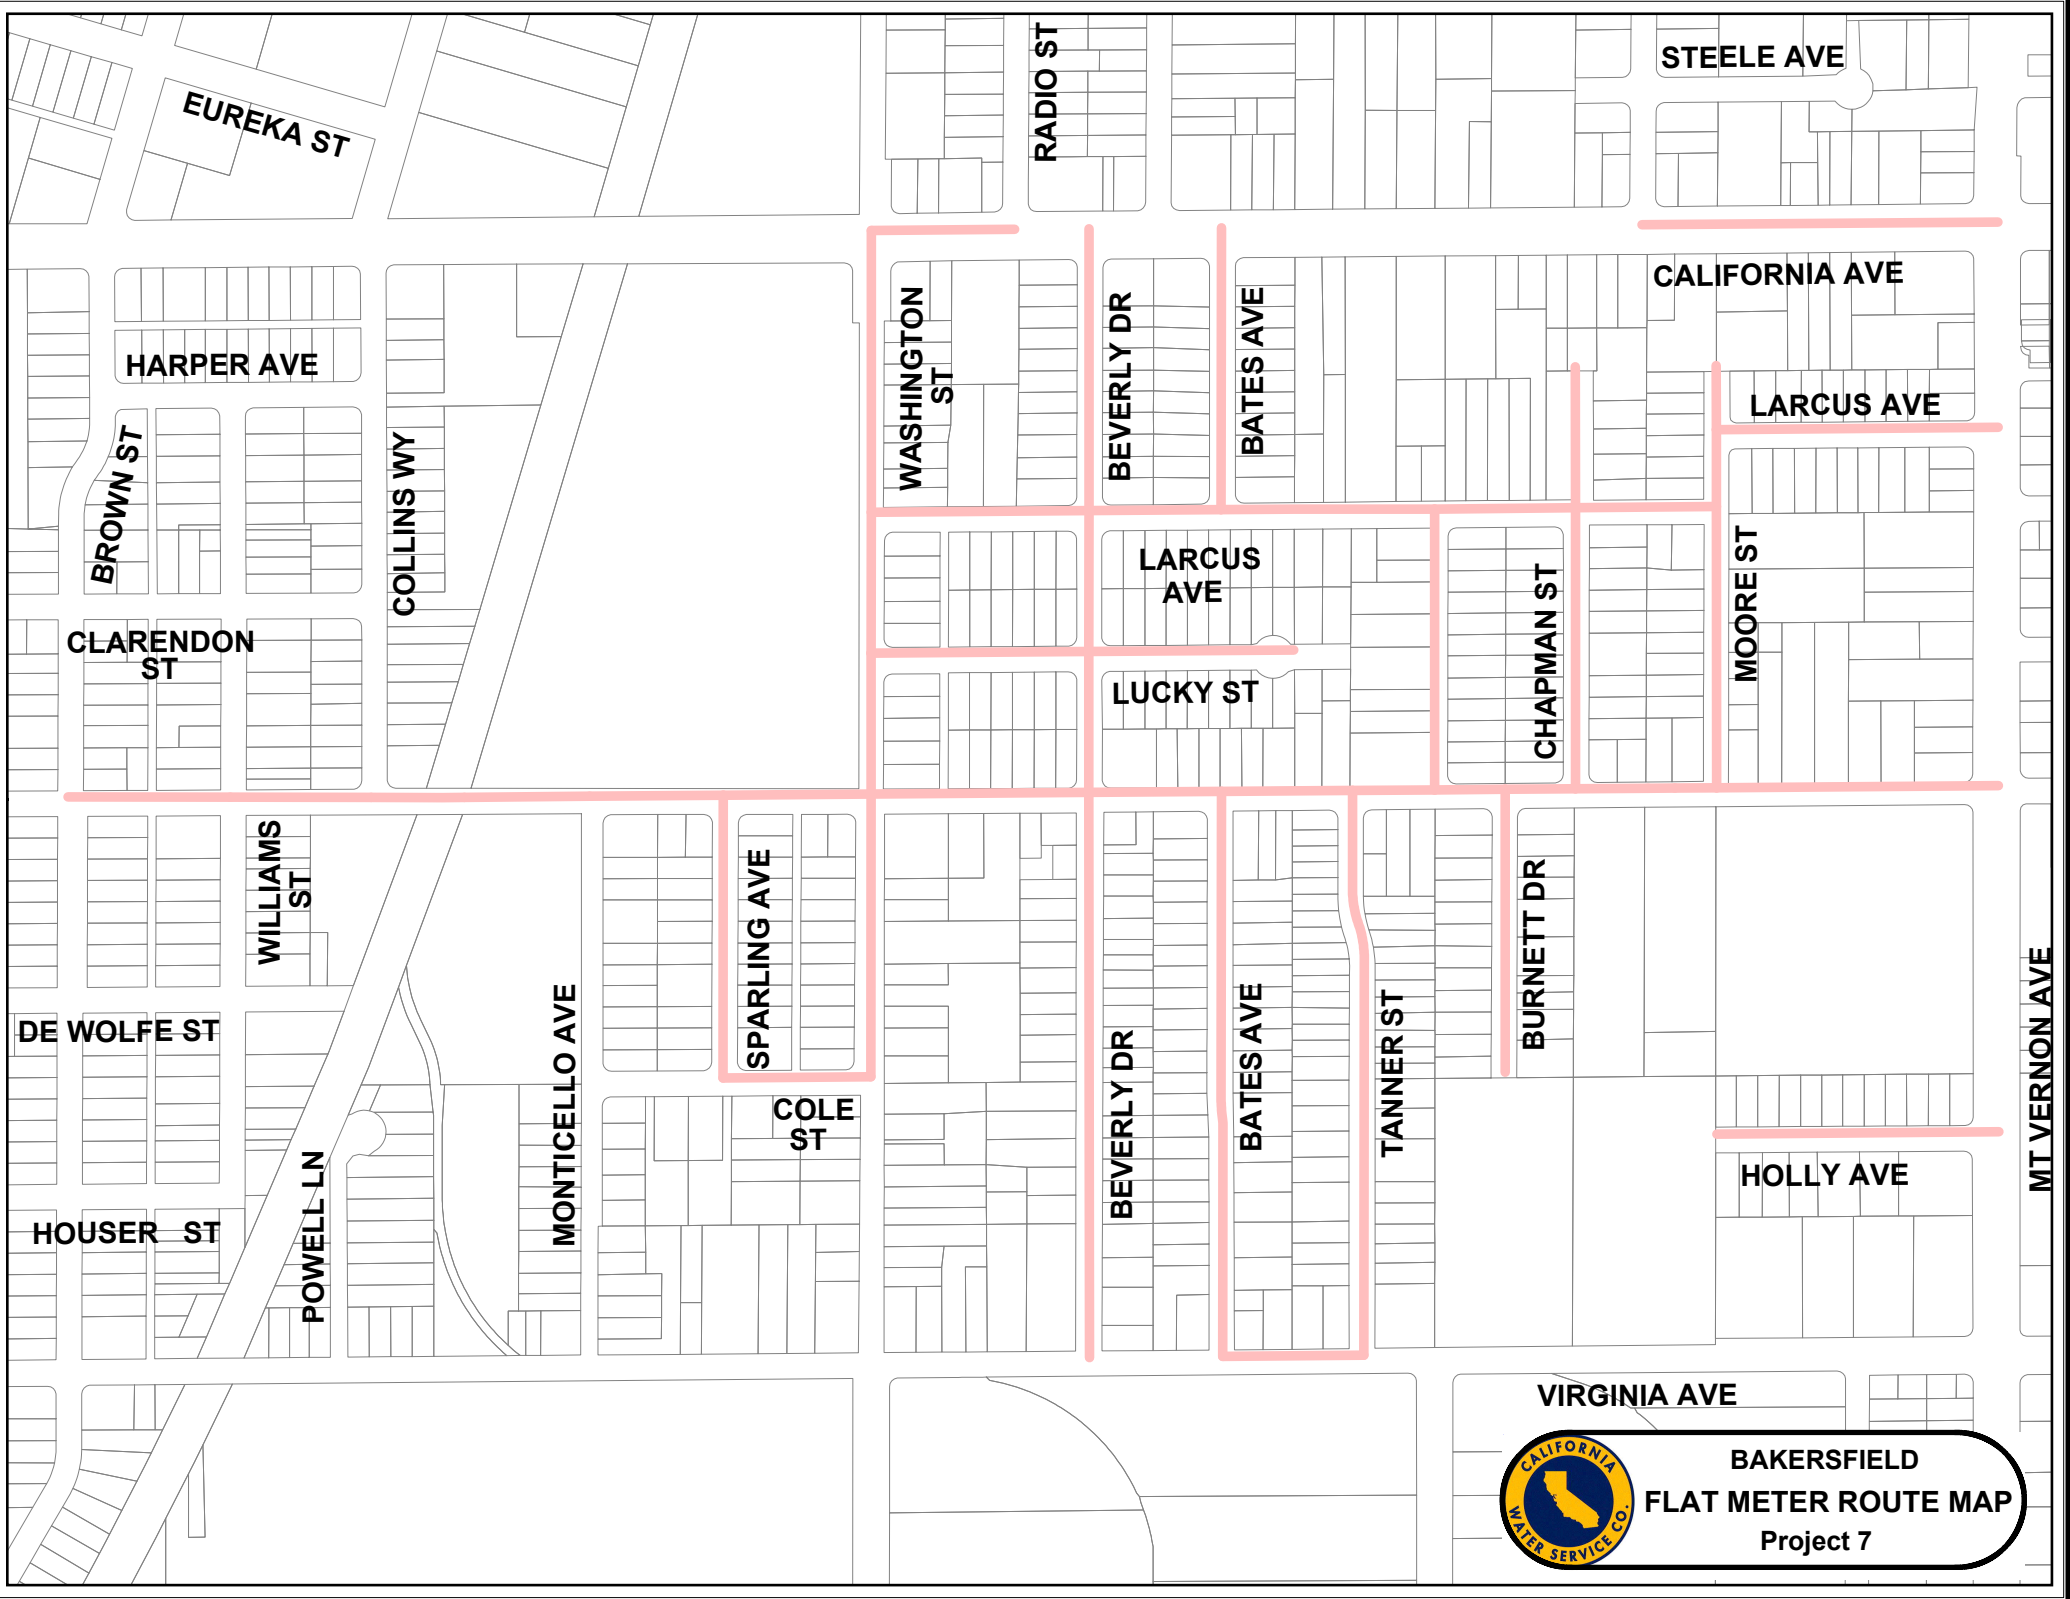 STEELE AVE
RADIO ST
EUREKA ST
CALIFORNIA AVE
WASHINGTON
ST
BEVERLY DR
BATES AVE
HARPER AVE
LARCUS AVE
BROWN ST
COLLINS WY
LARCUS
AVE
CHAPMAN ST
MOORE ST
CLARENDON
ST
LUCKY ST
WILLIAMS
ST
SPARLING AVE
BURNETT DR
DE WOLFE ST
MONTICELLO AVE
BEVERLY DR
BATES AVE
TANNER ST
MT VERNON AVE
COLE
ST
HOLLY AVE
HOUSER ST
POWELL LN
VIRGINIA AVE
CALIFORNIA
WATER SERVICE CO.
BAKERSFIELD
FLAT METER ROUTE MAP
Project 7